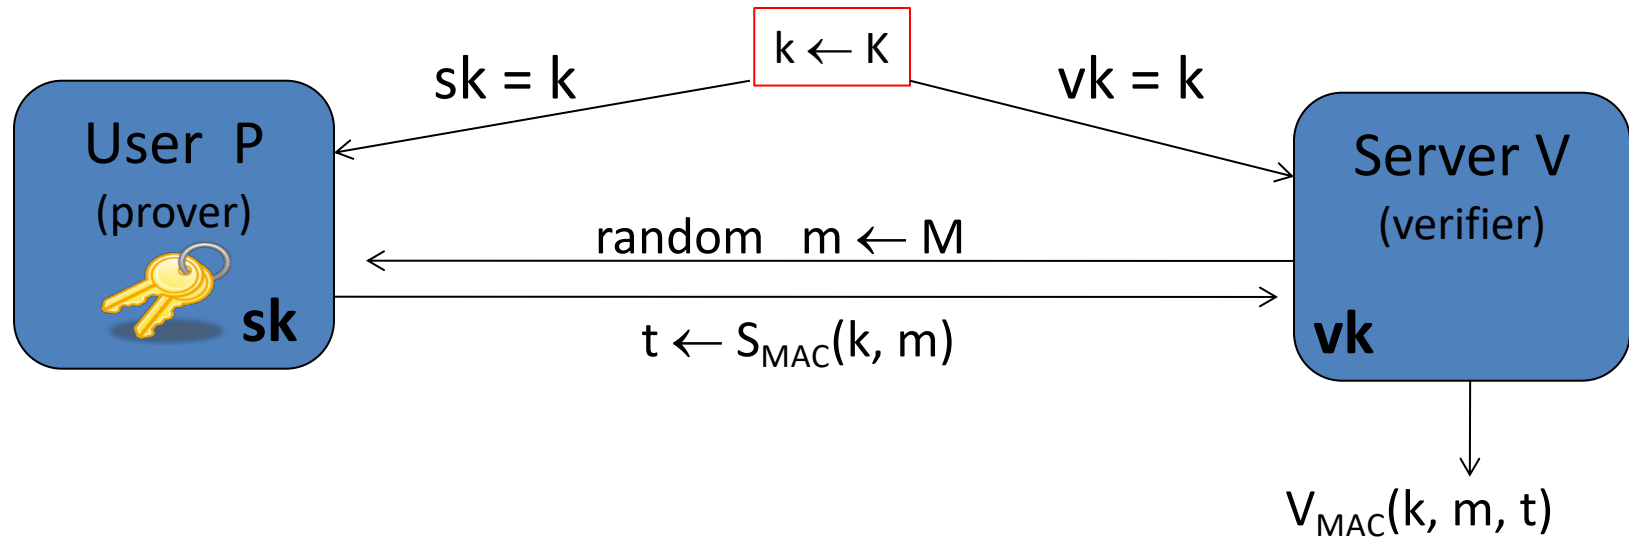 k ← K
sk = k
vk = k
User P
(prover)
sk
Server V
(verifier)
vk
random m ← M
t ← S_MAC(k, m)
V_MAC(k, m, t)